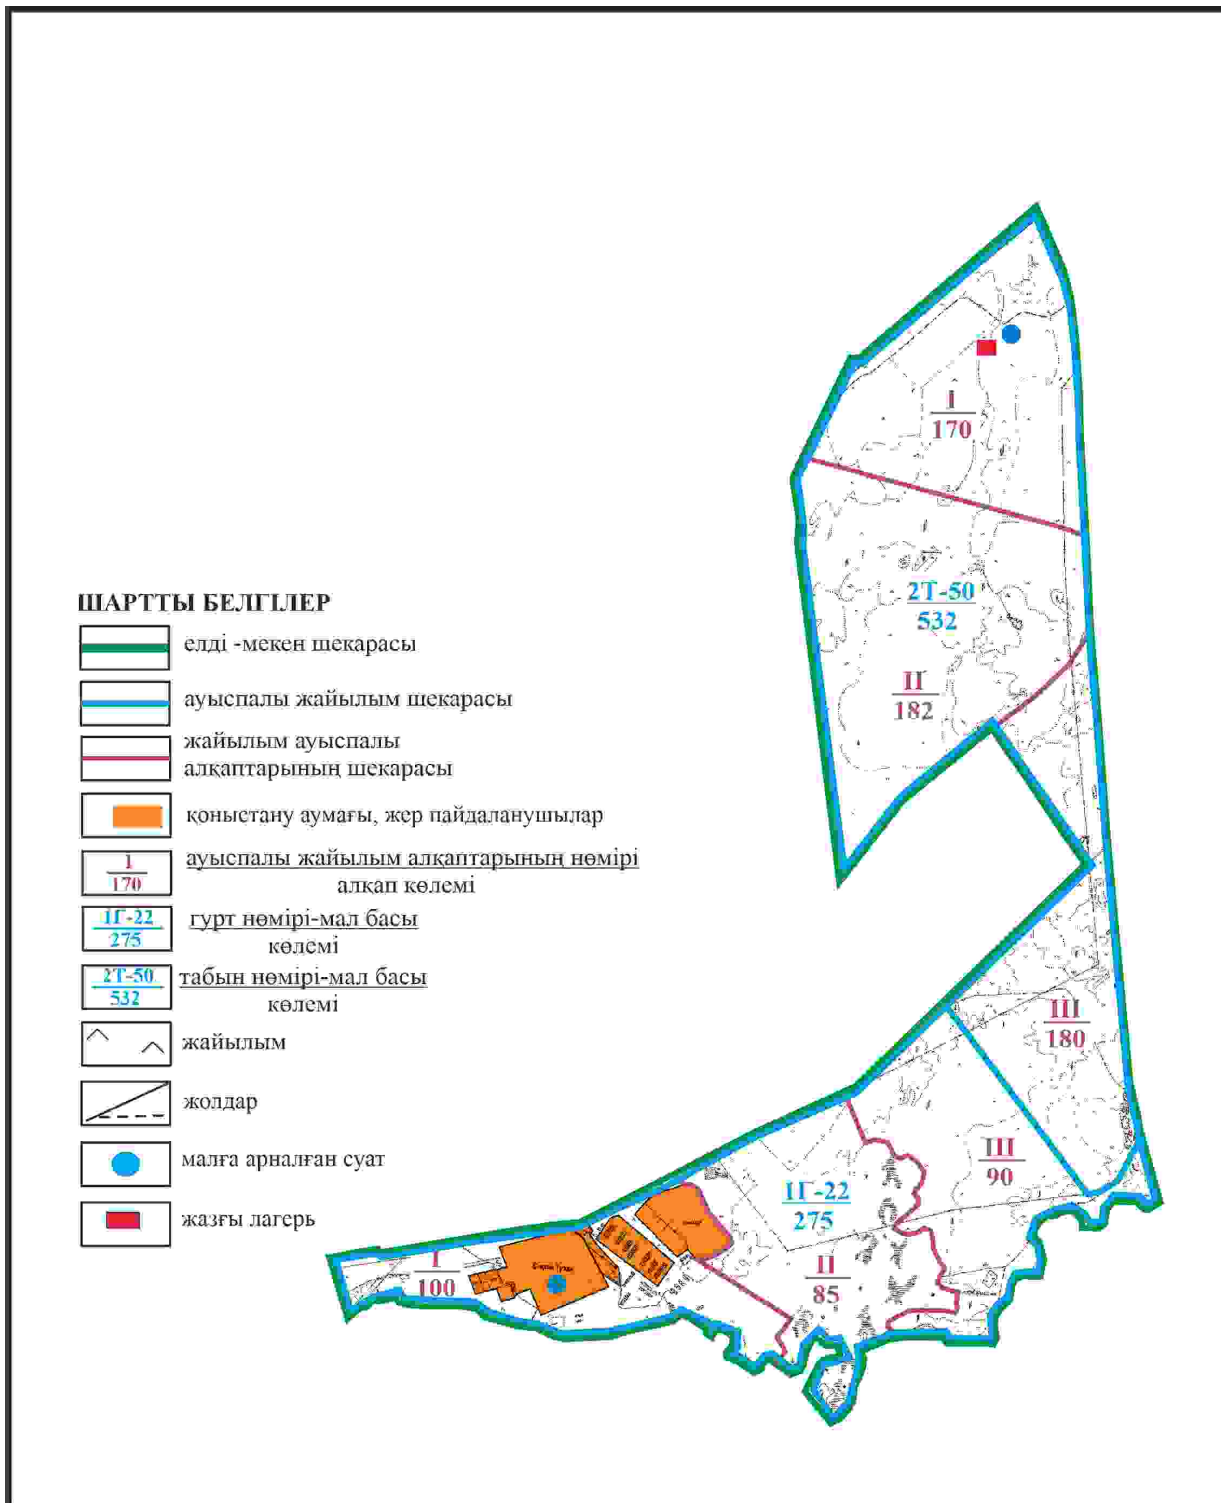 I
170
2Т-50
532
II
182
ШАРТТЫ БЕЛГІЛЕР
елді -мекен шекарасы
ауыспалы жайылым шекарасы
жайылым ауыспалы
алқаптарының шекарасы
қоныстану аумағы, жер пайдаланушылар
I
170
ауыспалы жайылым алқаптарының нөмірі
алқап көлемі
1Г-22
275
гурт нөмірі-мал басы
көлемі
2Т-50
532
табын нөмірі-мал басы
көлемі
жайылым
жолдар
малға арналған суат
жазғы лагерь
III
180
III
90
1Г-22
275
II
85
I
100